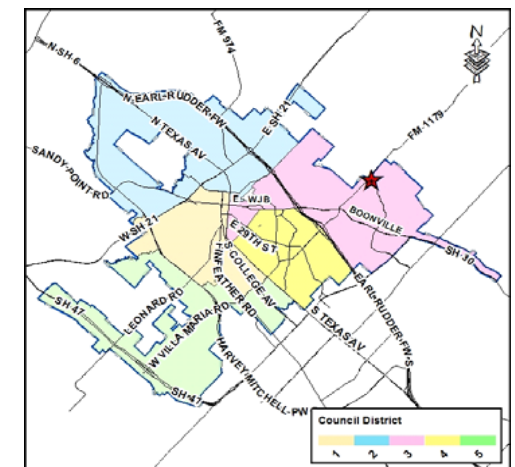 N
FM 974
N-SH 6
FM-1179
N-EARL-RUDDER-FW
E SH 21
N TEXAS AV
SANDY-POINT-RD
E WJB
BOONVILLE
W-SH 21
E 29TH ST
SH-30
S COLLEGE AV
FINFEATHER RD
LEONARD RD
EARL-RUDDER-FW-S
SH 47
W VILLA MARIA RD
S TEXAS AV
HARVEY-MITCHELL-PW
SH-47
Council District
1 2 3 4 5